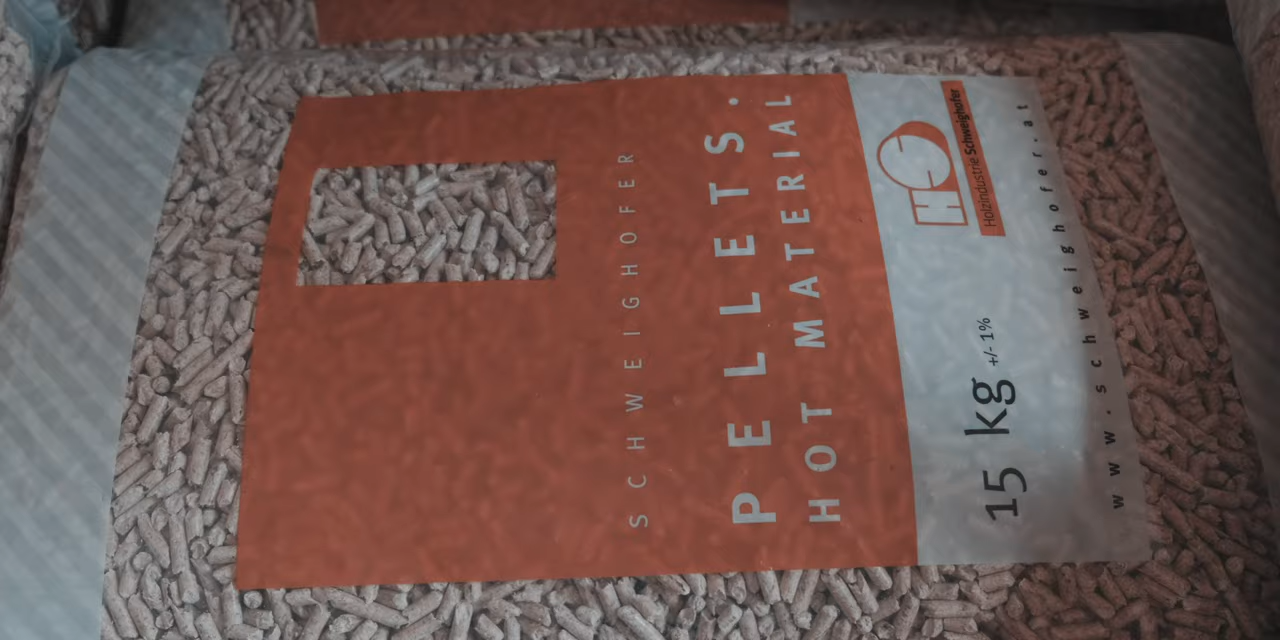 SCHWEIGHOFER
PELLETS.
HOT MATERIAL
H
Holzindustrie Schweighofer
15 kg +/- 1%
www.schweighofer.at